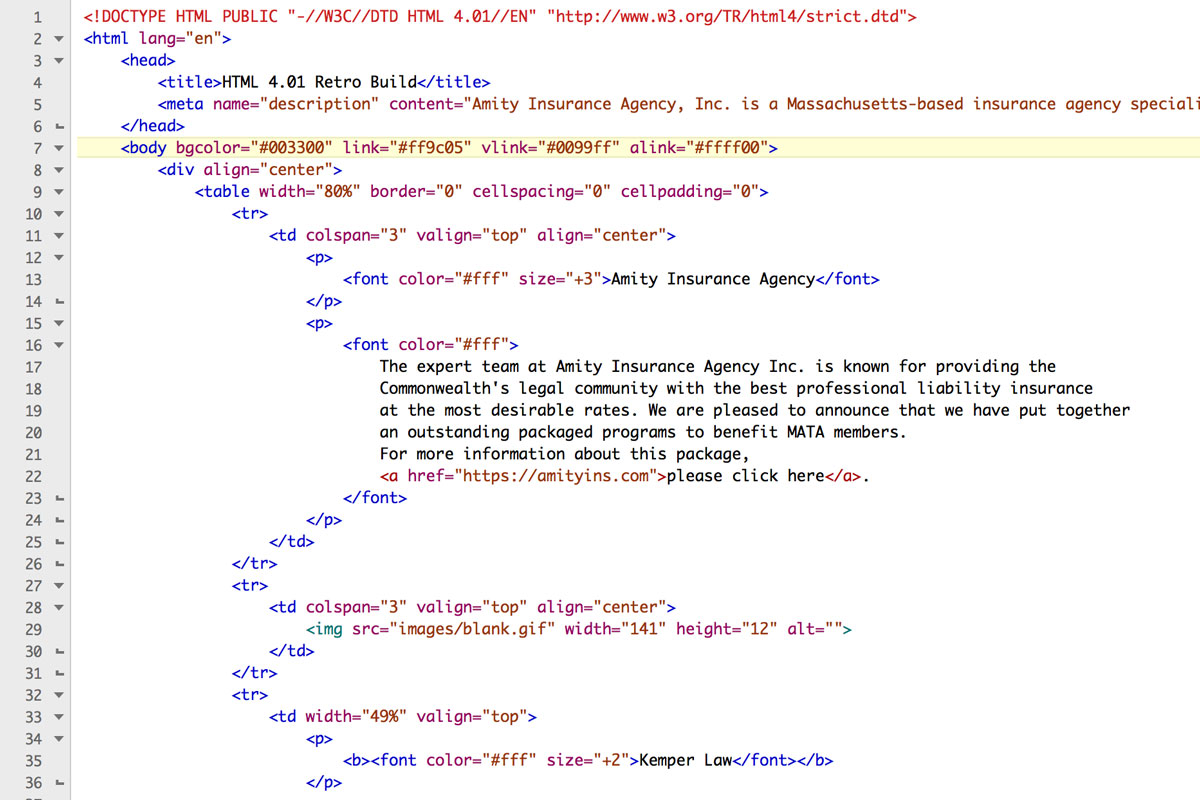 1 <!DOCTYPE HTML PUBLIC "-//W3C//DTD HTML 4.01//EN" "http://www.w3.org/TR/html4/strict.dtd">
2 <html lang="en">
3 <head>
4 <title>HTML 4.01 Retro Build</title>
5 <meta name="description" content="Amity Insurance Agency, Inc. is a Massachusetts-based insurance agency speciali
6 </head>
7 <body bgcolor="#003300" link="#ff9c05" vlink="#0099ff" alink="#ffff00">
8 <div align="center">
9 <table width="80%" border="0" cellspacing="0" cellpadding="0">
10 <tr>
11 <td colspan="3" valign="top" align="center">
12 <p>
13 <font color="#fff" size="+3">Amity Insurance Agency</font>
14 </p>
15 <p>
16 <font color="#fff">
17 The expert team at Amity Insurance Agency Inc. is known for providing the
18 Commonwealth's legal community with the best professional liability insurance
19 at the most desirable rates. We are pleased to announce that we have put together
20 an outstanding packaged programs to benefit MATA members.
21 For more information about this package,
22 <a href="https://amityins.com">please click here</a>.
23 </font>
24 </p>
25 </td>
26 </tr>
27 <tr>
28 <td colspan="3" valign="top" align="center">
29 <img src="images/blank.gif" width="141" height="12" alt="">
30 </td>
31 </tr>
32 <tr>
33 <td width="49%" valign="top">
34 <p>
35 <b><font color="#fff" size="+2">Kemper Law</font></b>
36 </p>